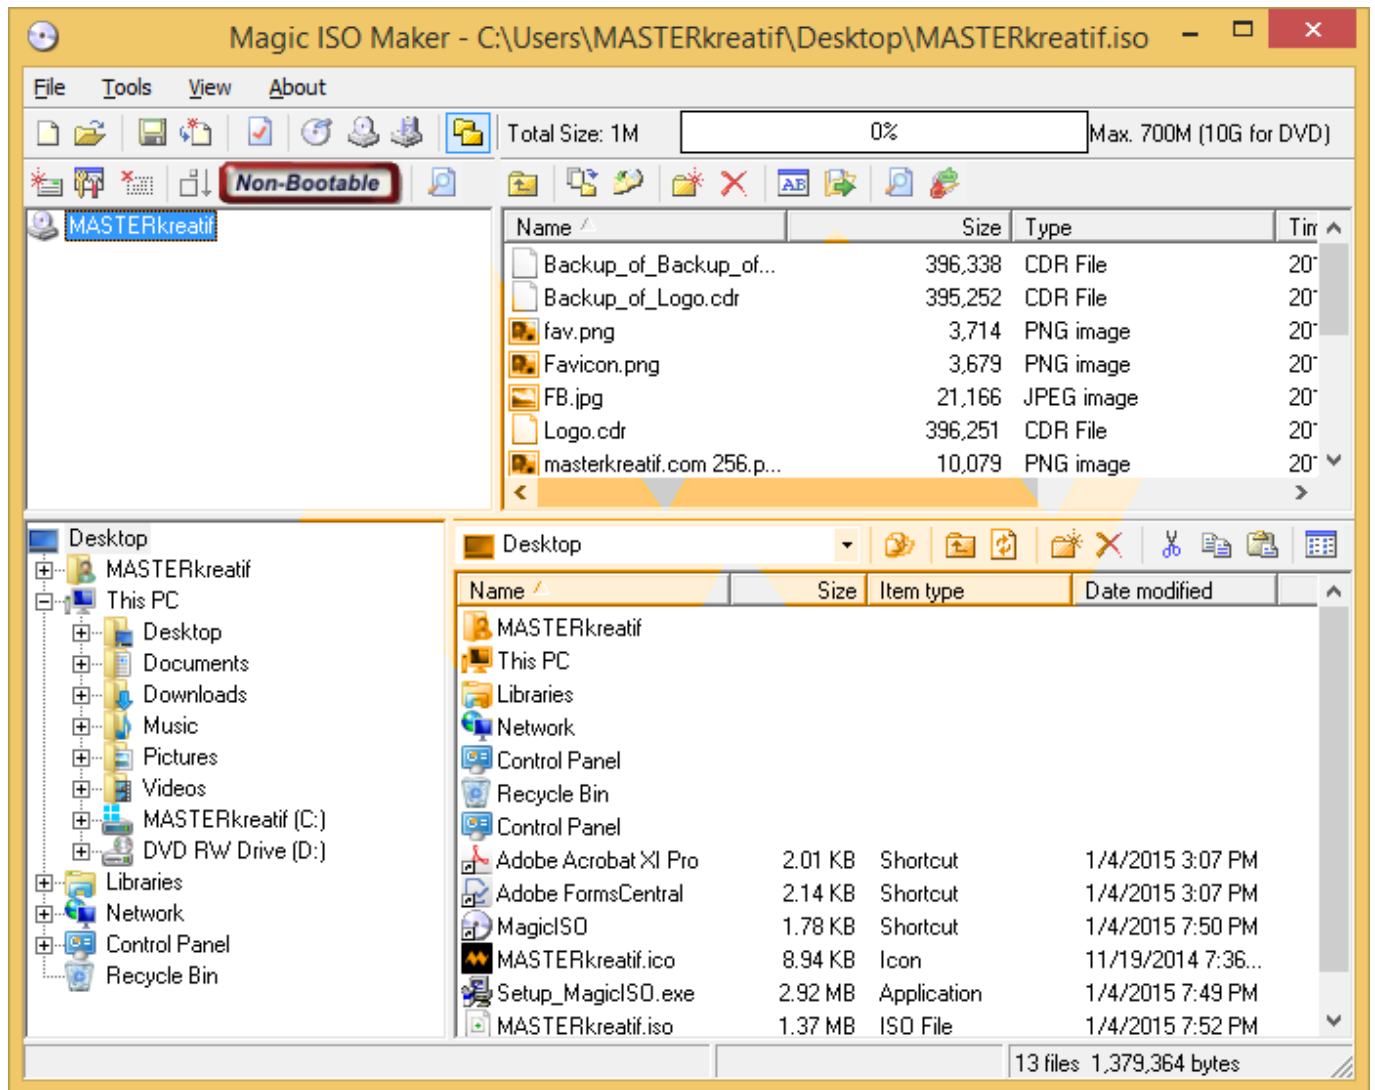 Magic ISO Maker - C:\Users\MASTERkreatif\Desktop\MASTERkreatif.iso
File Tools View About
Total Size: 1M 0% Max. 700M (10G for DVD)
Non-Bootable
MASTERkreatif
Name Size Type Tim
Backup_of_Backup_of... 396,338 CDR File 20
Backup_of_Logo.cdr 395,252 CDR File 20
fav.png 3,714 PNG image 20
Favicon.png 3,679 PNG image 20
FB.jpg 21,166 JPEG image 20
Logo.cdr 396,251 CDR File 20
masterkreatif.com 256.p... 10,079 PNG image 20
Desktop
MASTERkreatif
This PC
Desktop
Documents
Downloads
Music
Pictures
Videos
MASTERkreatif (C:)
DVD RW Drive (D:)
Libraries
Network
Control Panel
Recycle Bin
Desktop
Name Size Item type Date modified
MASTERkreatif
This PC
Libraries
Network
Control Panel
Recycle Bin
Control Panel
Adobe Acrobat XI Pro 2.01 KB Shortcut 1/4/2015 3:07 PM
Adobe FormsCentral 2.14 KB Shortcut 1/4/2015 3:07 PM
MagicISO 1.78 KB Shortcut 1/4/2015 7:50 PM
MASTERkreatif.ico 8.94 KB Icon 11/19/2014 7:36...
Setup_MagicISO.exe 2.92 MB Application 1/4/2015 7:49 PM
MASTERkreatif.iso 1.37 MB ISO File 1/4/2015 7:52 PM
13 files 1,379,364 bytes